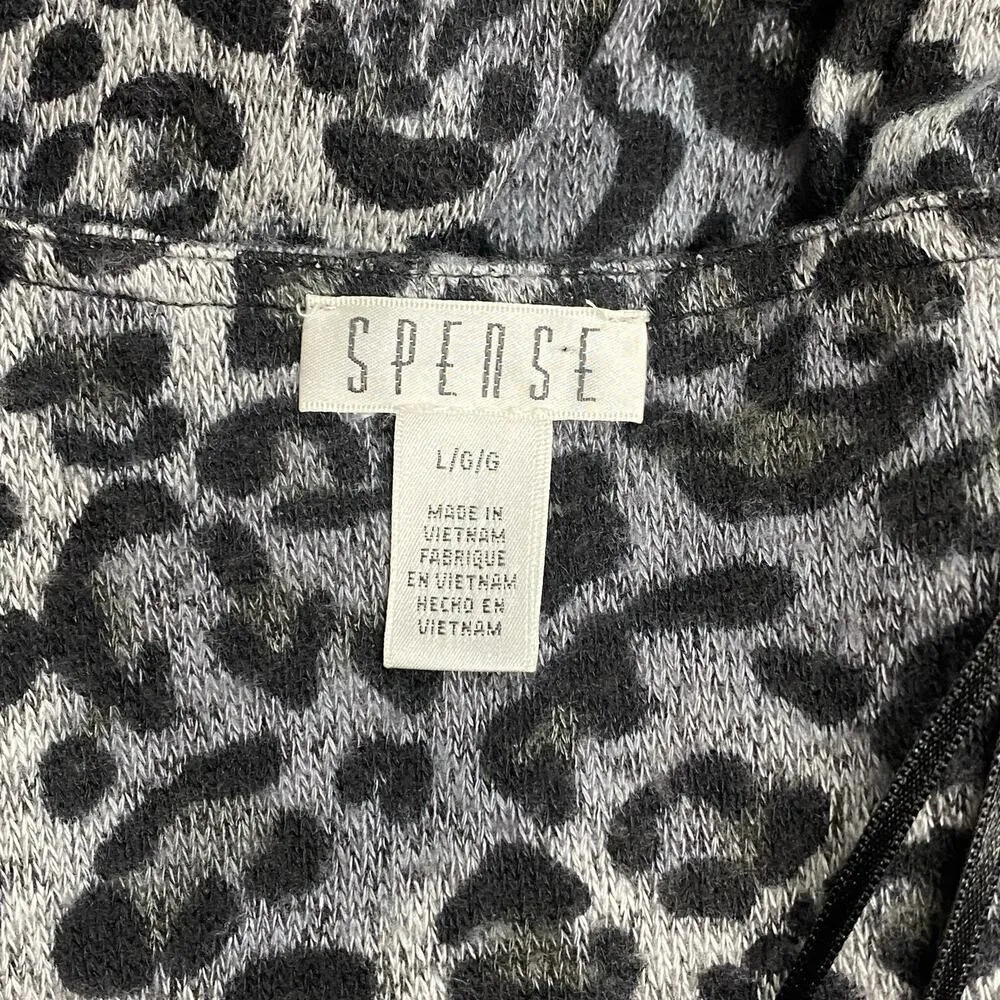 SPENSE
L/G/G
MADE IN
VIETNAM
FABRIQUE
EN VIETNAM
HECHO EN
VIETNAM